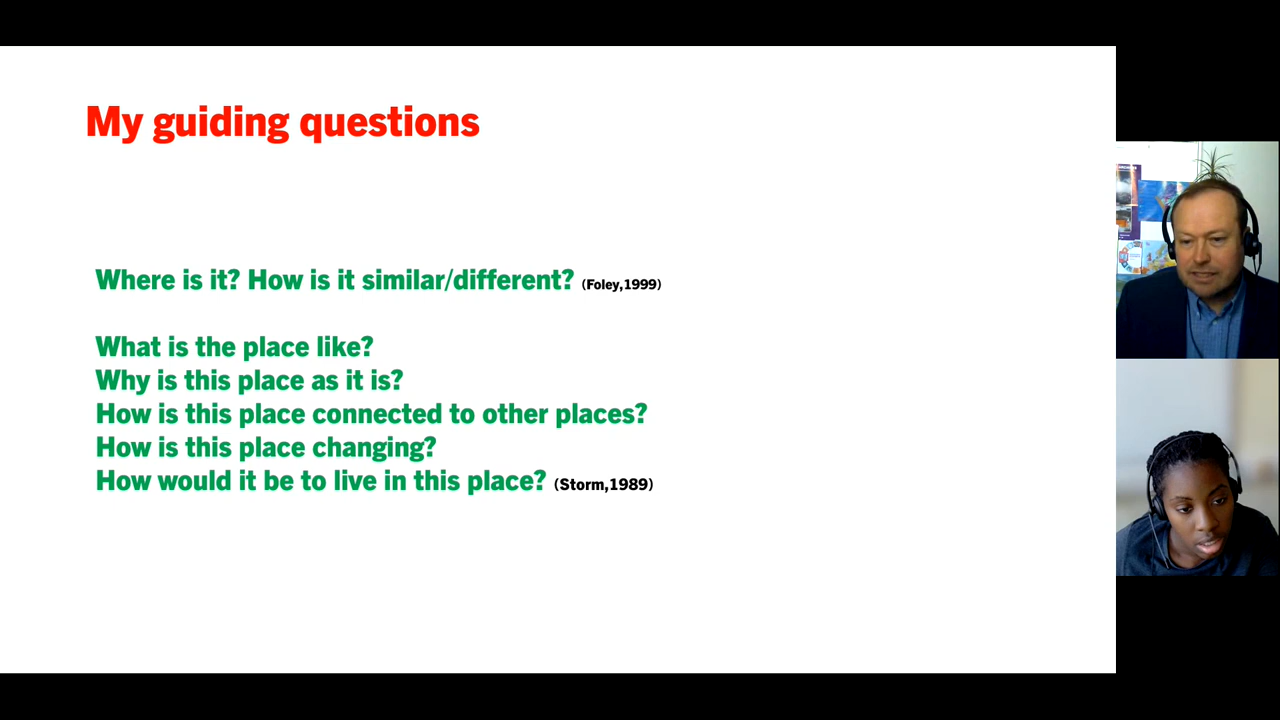 My guiding questions
Where is it? How is it similar/different? (Foley,1999)
What is the place like?
Why is this place as it is?
How is this place connected to other places?
How is this place changing?
How would it be to live in this place? (Storm,1989)